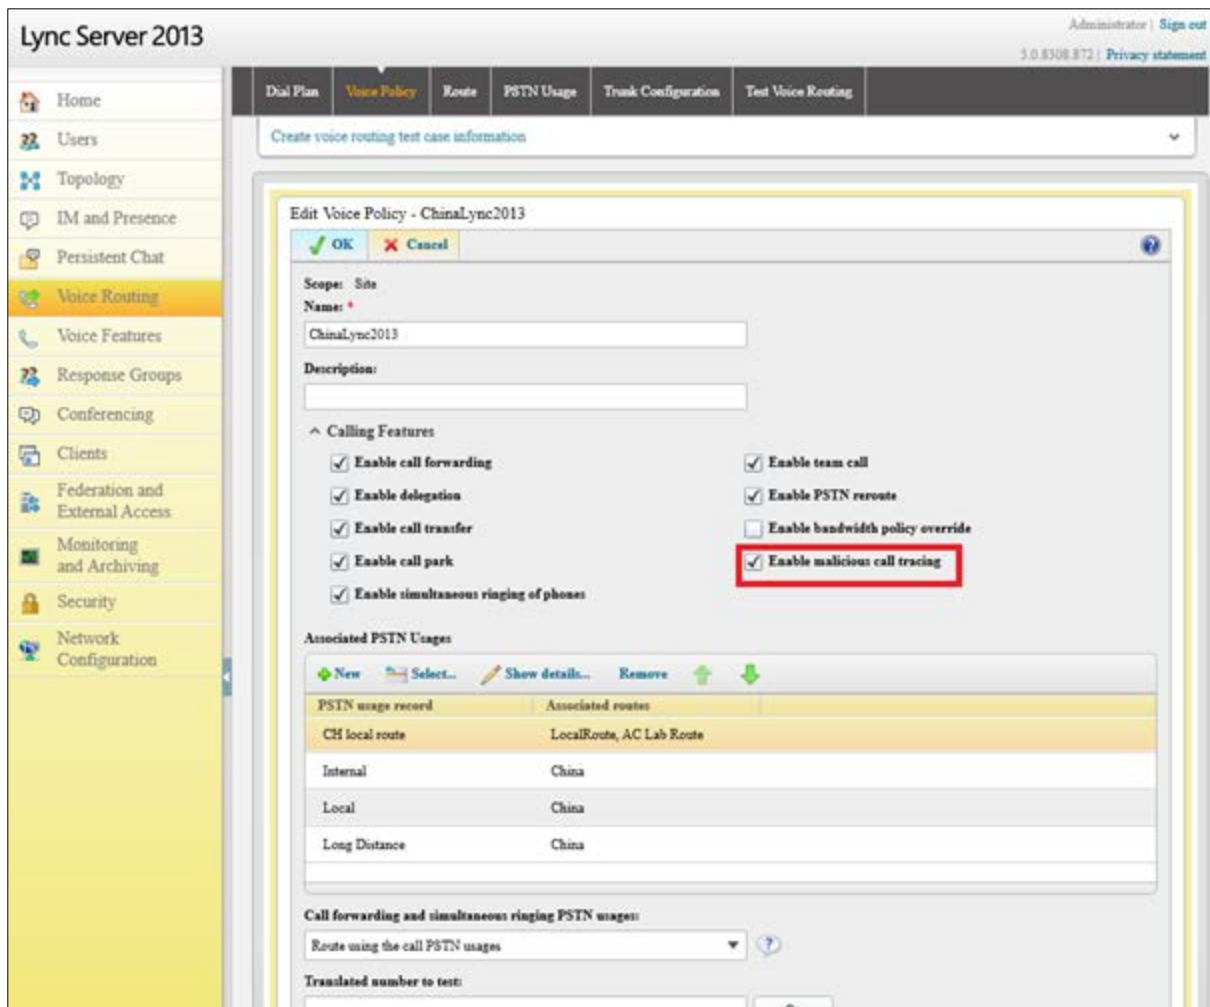 Lync Server 2013
Administrator | Sign out
5.0.8308.872 | Privacy statement
Home
Users
Topology
IM and Presence
Persistent Chat
Voice Routing
Voice Features
Response Groups
Conferencing
Clients
Federation and
External Access
Monitoring
and Archiving
Security
Network
Configuration
Dial Plan Voice Policy Route PSTN Usage Trunk Configuration Test Voice Routing
Create voice routing test case information
Edit Voice Policy - ChinaLync2013
OK Cancel
Scope: Site
Name: *
ChinaLync2013
Description:
Calling Features
Enable call forwarding Enable team call
Enable delegation Enable PSTN reroute
Enable call transfer Enable bandwidth policy override
Enable call park Enable malicious call tracing
Enable simultaneous ringing of phones
Associated PSTN Usages
New Select... Show details... Remove
PSTN usage record Associated routes
CH local route LocalRoute, AC Lab Route
Internal China
Local China
Long Distance China
Call forwarding and simultaneous ringing PSTN usages:
Route using the call PSTN usages
Translated number to test: